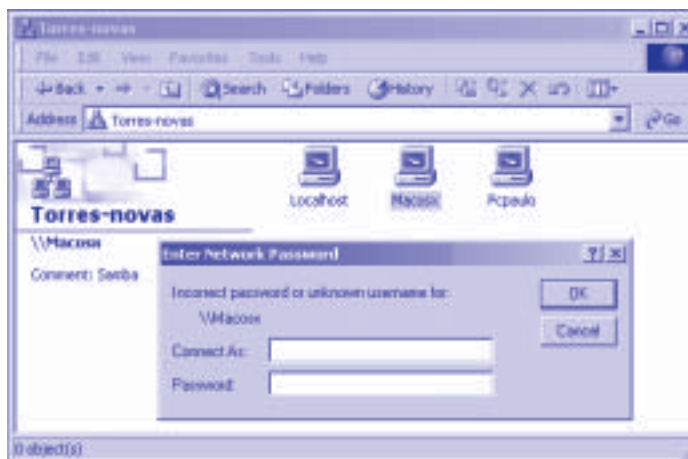 Torres-novas
File Edit View Favorites Tools Help
Back Search Folders History
Address Torres-novas Go
Localhost Macosx Pcpaulo
Torres-novas
\\Macosx
Comment: Samba
Enter Network Password
Incorrect password or unknown username for:
\\Macosx
OK
Cancel
Connect As:
Password:
0 object(s)